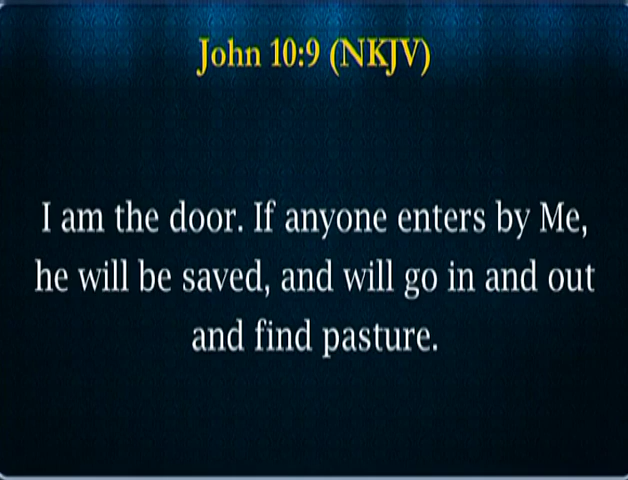 John 10:9 (NKJV)
I am the door. If anyone enters by Me,
he will be saved, and will go in and out
and find pasture.